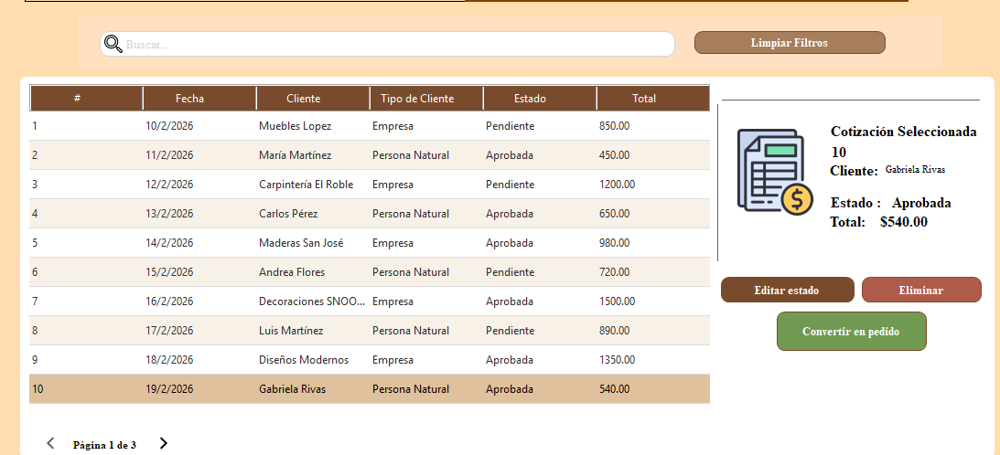 Buscar...
Limpiar Filtros
# Fecha Cliente Tipo de Cliente Estado Total
1 10/2/2026 Muebles Lopez Empresa Pendiente 850.00
2 11/2/2026 María Martínez Persona Natural Aprobada 450.00
3 12/2/2026 Carpintería El Roble Empresa Pendiente 1200.00
4 13/2/2026 Carlos Pérez Persona Natural Aprobada 650.00
5 14/2/2026 Maderas San José Empresa Aprobada 980.00
6 15/2/2026 Andrea Flores Persona Natural Pendiente 720.00
7 16/2/2026 Decoraciones SNOO... Empresa Aprobada 1500.00
8 17/2/2026 Luis Martínez Persona Natural Pendiente 890.00
9 18/2/2026 Diseños Modernos Empresa Aprobada 1350.00
10 19/2/2026 Gabriela Rivas Persona Natural Aprobada 540.00
Página 1 de 3
Cotización Seleccionada
10
Cliente: Gabriela Rivas
Estado : Aprobada
Total: $540.00
Editar estado
Eliminar
Convertir en pedido